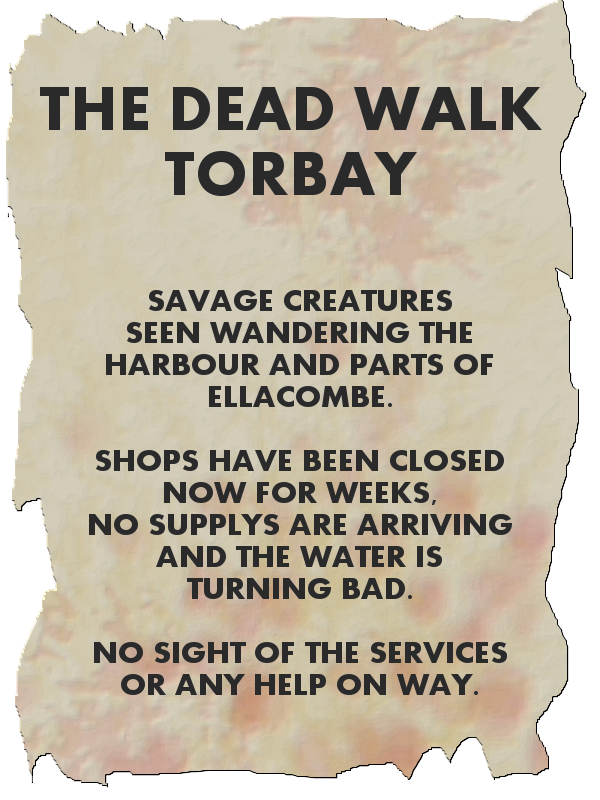 THE DEAD WALK
TORBAY
SAVAGE CREATURES
SEEN WANDERING THE
HARBOUR AND PARTS OF
ELLACOMBE.
SHOPS HAVE BEEN CLOSED
NOW FOR WEEKS,
NO SUPPLYS ARE ARRIVING
AND THE WATER IS
TURNING BAD.
NO SIGHT OF THE SERVICES
OR ANY HELP ON WAY.